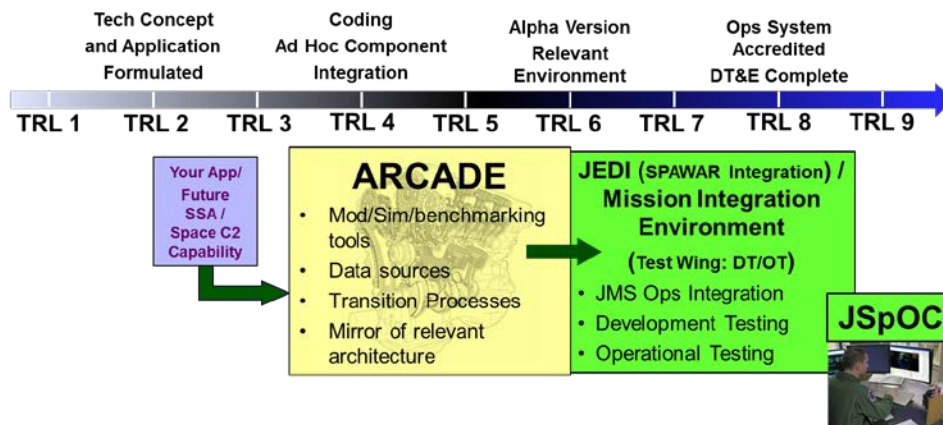 Tech Concept
and Application
Formulated
Coding
Ad Hoc Component
Integration
Alpha Version
Relevant
Environment
Ops System
Accredited
DT&E Complete
TRL 1 TRL 2 TRL 3 TRL 4 TRL 5 TRL 6 TRL 7 TRL 8 TRL 9
Your App/
Future
SSA /
Space C2
Capability
ARCADE
• Mod/Sim/benchmarking
tools
• Data sources
• Transition Processes
• Mirror of relevant
architecture
JEDI (SPAWAR Integration) /
Mission Integration
Environment
(Test Wing: DT/OT)
• JMS Ops Integration
• Development Testing
• Operational Testing
JSpOC